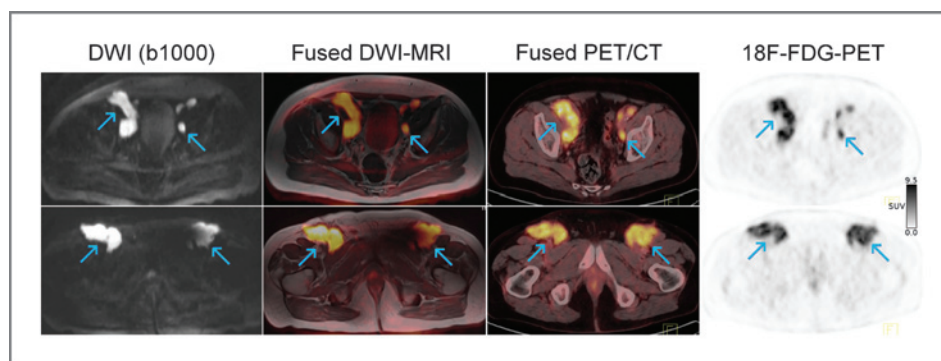 DWI (b1000)
Fused DWI-MRI
Fused PET/CT
18F-FDG-PET
9.5
SUV
0.0
F
F